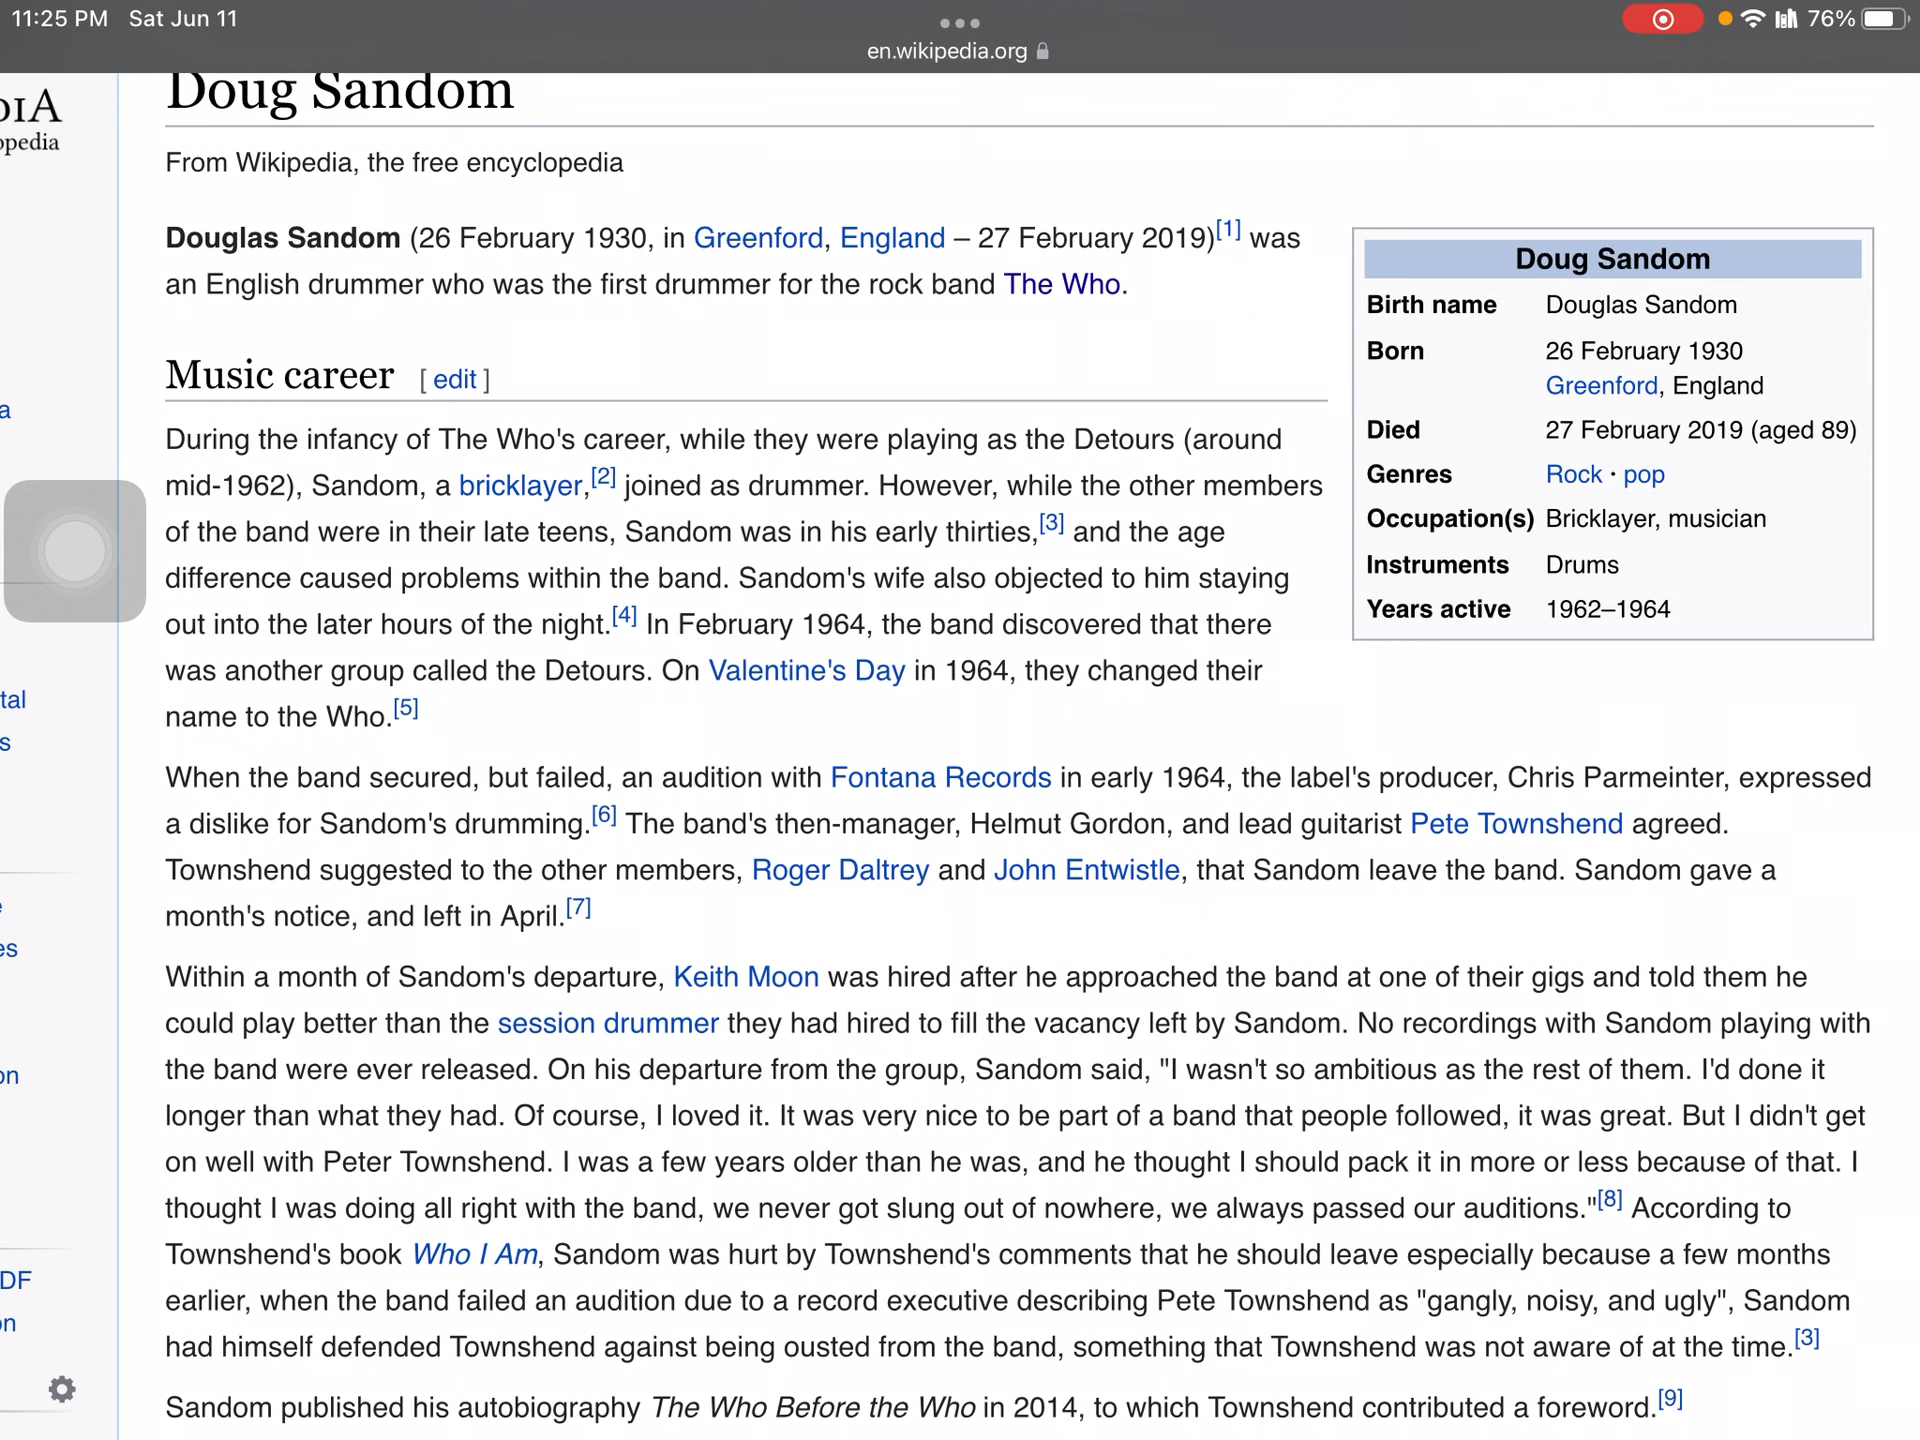 11:25 PM Sat Jun 11
76%
en.wikipedia.org
DIA
opedia
Doug Sandom
From Wikipedia, the free encyclopedia
Douglas Sandom (26 February 1930, in Greenford, England – 27 February 2019)[1] was
an English drummer who was the first drummer for the rock band The Who.
Doug Sandom
Birth name Douglas Sandom
Born 26 February 1930
Greenford, England
Died 27 February 2019 (aged 89)
Genres Rock · pop
Occupation(s) Bricklayer, musician
Instruments Drums
Years active 1962–1964
Music career [ edit ]
During the infancy of The Who's career, while they were playing as the Detours (around
mid-1962), Sandom, a bricklayer,[2] joined as drummer. However, while the other members
of the band were in their late teens, Sandom was in his early thirties,[3] and the age
difference caused problems within the band. Sandom's wife also objected to him staying
out into the later hours of the night.[4] In February 1964, the band discovered that there
was another group called the Detours. On Valentine's Day in 1964, they changed their
name to the Who.[5]
When the band secured, but failed, an audition with Fontana Records in early 1964, the label's producer, Chris Parmeinter, expressed
a dislike for Sandom's drumming.[6] The band's then-manager, Helmut Gordon, and lead guitarist Pete Townshend agreed.
Townshend suggested to the other members, Roger Daltrey and John Entwistle, that Sandom leave the band. Sandom gave a
month's notice, and left in April.[7]
Within a month of Sandom's departure, Keith Moon was hired after he approached the band at one of their gigs and told them he
could play better than the session drummer they had hired to fill the vacancy left by Sandom. No recordings with Sandom playing with
the band were ever released. On his departure from the group, Sandom said, "I wasn't so ambitious as the rest of them. I'd done it
longer than what they had. Of course, I loved it. It was very nice to be part of a band that people followed, it was great. But I didn't get
on well with Peter Townshend. I was a few years older than he was, and he thought I should pack it in more or less because of that. I
thought I was doing all right with the band, we never got slung out of nowhere, we always passed our auditions."[8] According to
Townshend's book Who I Am, Sandom was hurt by Townshend's comments that he should leave especially because a few months
earlier, when the band failed an audition due to a record executive describing Pete Townshend as "gangly, noisy, and ugly", Sandom
had himself defended Townshend against being ousted from the band, something that Townshend was not aware of at the time.[3]
Sandom published his autobiography The Who Before the Who in 2014, to which Townshend contributed a foreword.[9]
a
tal
s
es
on
DF
on